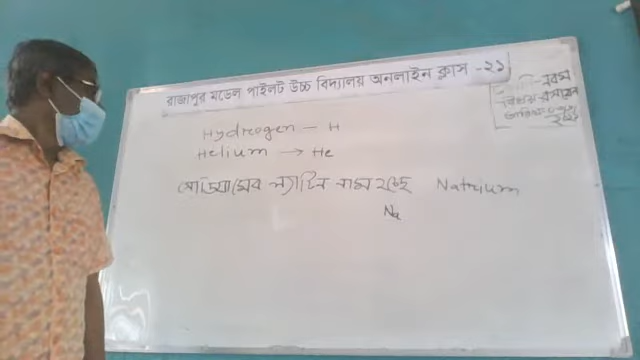 রাজাপুর মডেল পাইলট উচ্চ বিদ্যালয় অনলাইন ক্লাস -২১
Hydrogen — H
Helium → He
সোডিয়ামের ল্যাটিন নাম হচ্ছে Natrium
Na